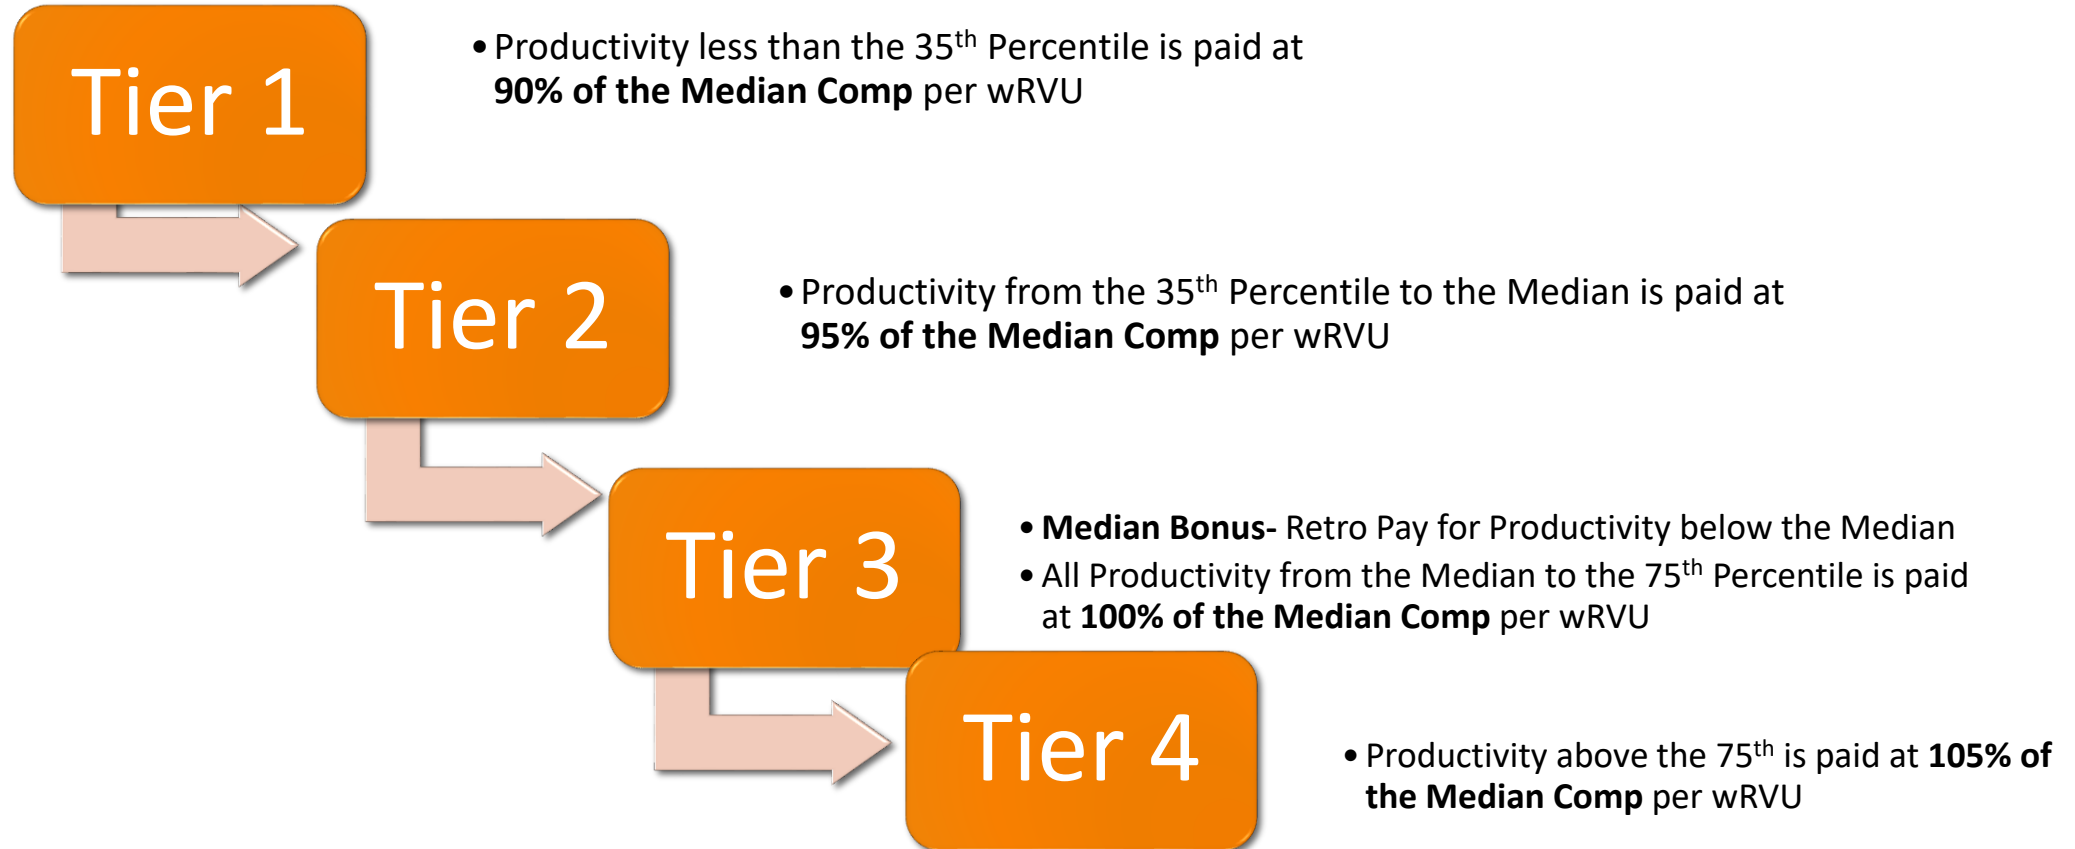 Tier 1
• Productivity less than the 35th Percentile is paid at
90% of the Median Comp per wRVU
Tier 2
• Productivity from the 35th Percentile to the Median is paid at
95% of the Median Comp per wRVU
Tier 3
• Median Bonus- Retro Pay for Productivity below the Median
• All Productivity from the Median to the 75th Percentile is paid
at 100% of the Median Comp per wRVU
Tier 4
• Productivity above the 75th is paid at 105% of
the Median Comp per wRVU